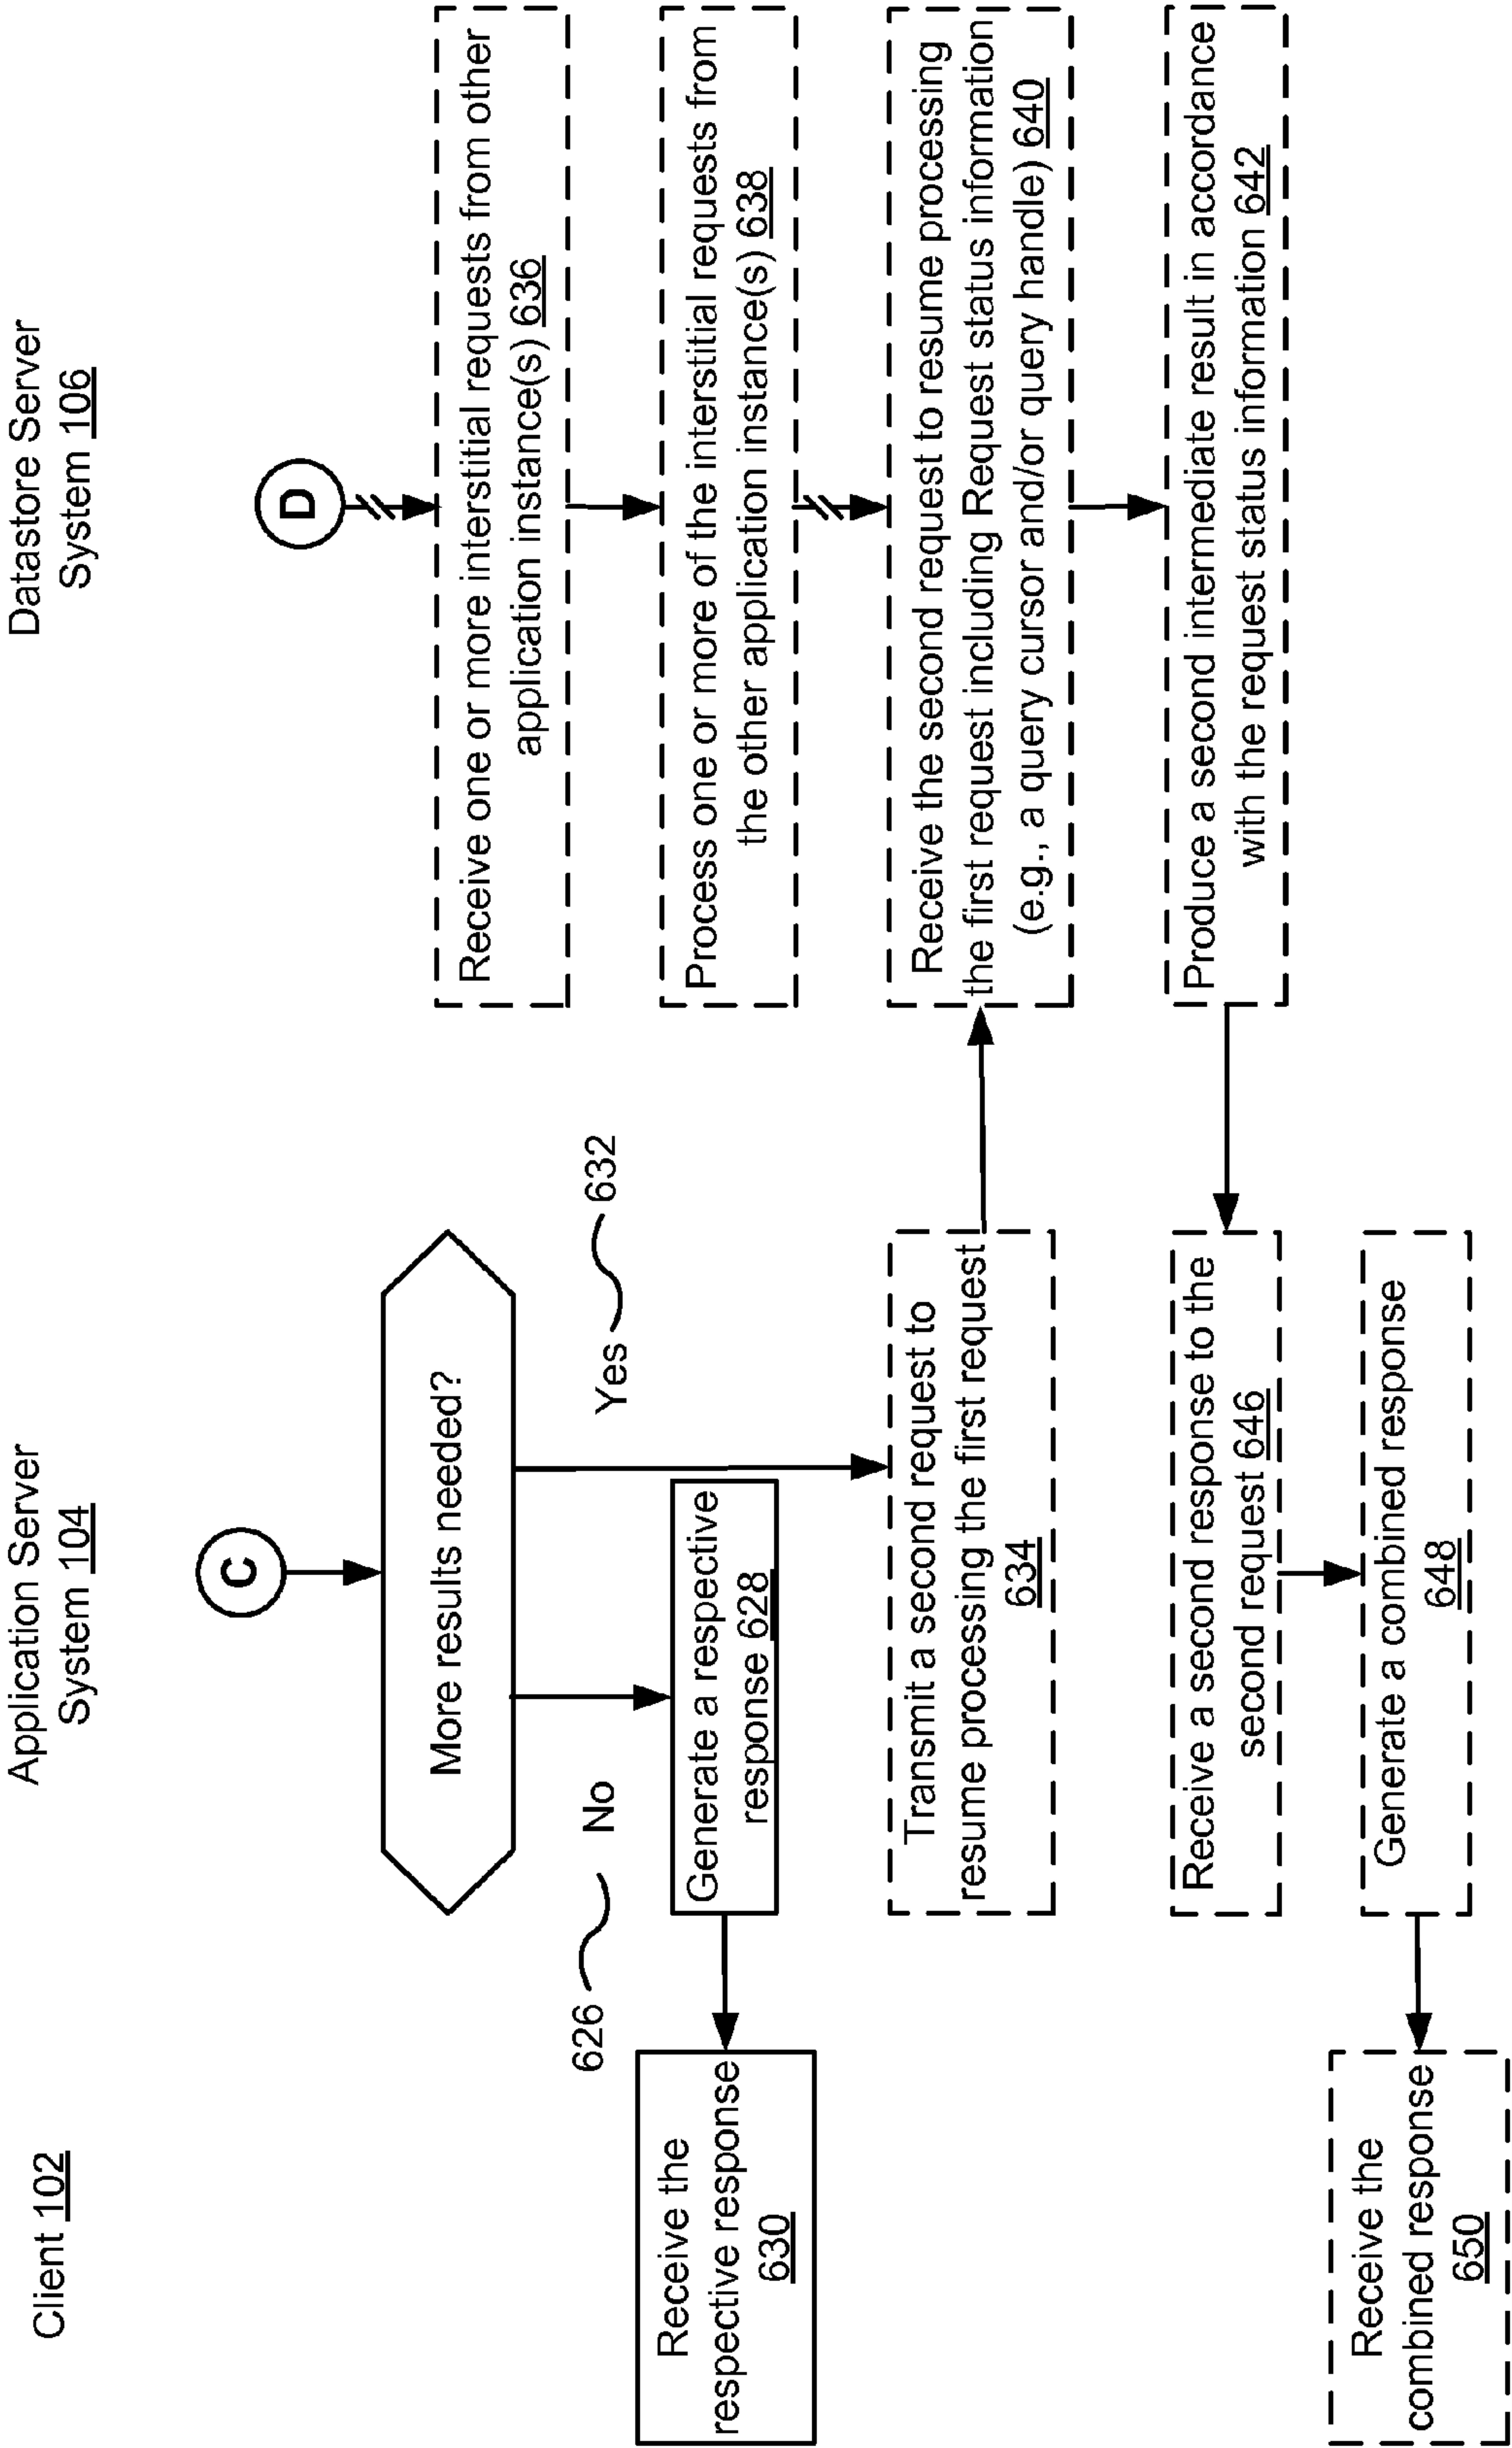 Client 102
Application Server
System 104
Datastore Server
System 106
C
D
More results needed?
Receive one or more interstitial requests from other
application instance(s) 636
626
No
Yes
632
Receive the
respective response
630
Generate a respective
response 628
Process one or more of the interstitial requests from
the other application instance(s) 638
Transmit a second request to
resume processing the first request
634
Receive the second request to resume processing
the first request including Request status information
(e.g., a query cursor and/or query handle) 640
Receive a second response to the
second request 646
Produce a second intermediate result in accordance
with the request status information 642
Generate a combined response
648
Receive the
combined response
650